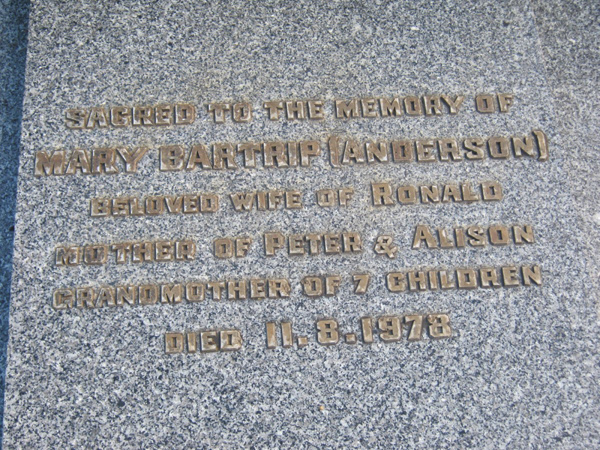 SACRED TO THE MEMORY OF
MARY BARTRIP (ANDERSON)
BELOVED WIFE OF RONALD
MOTHER OF PETER & ALISON
GRANDMOTHER OF 7 CHILDREN
DIED 11.8.1978